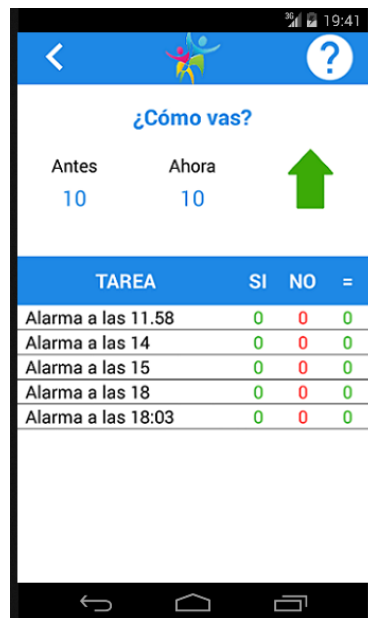 3G 19:41
?
¿Cómo vas?
Antes Ahora
10 10
TAREA SI NO =
Alarma a las 11.58 0 0 0
Alarma a las 14 0 0 0
Alarma a las 15 0 0 0
Alarma a las 18 0 0 0
Alarma a las 18:03 0 0 0